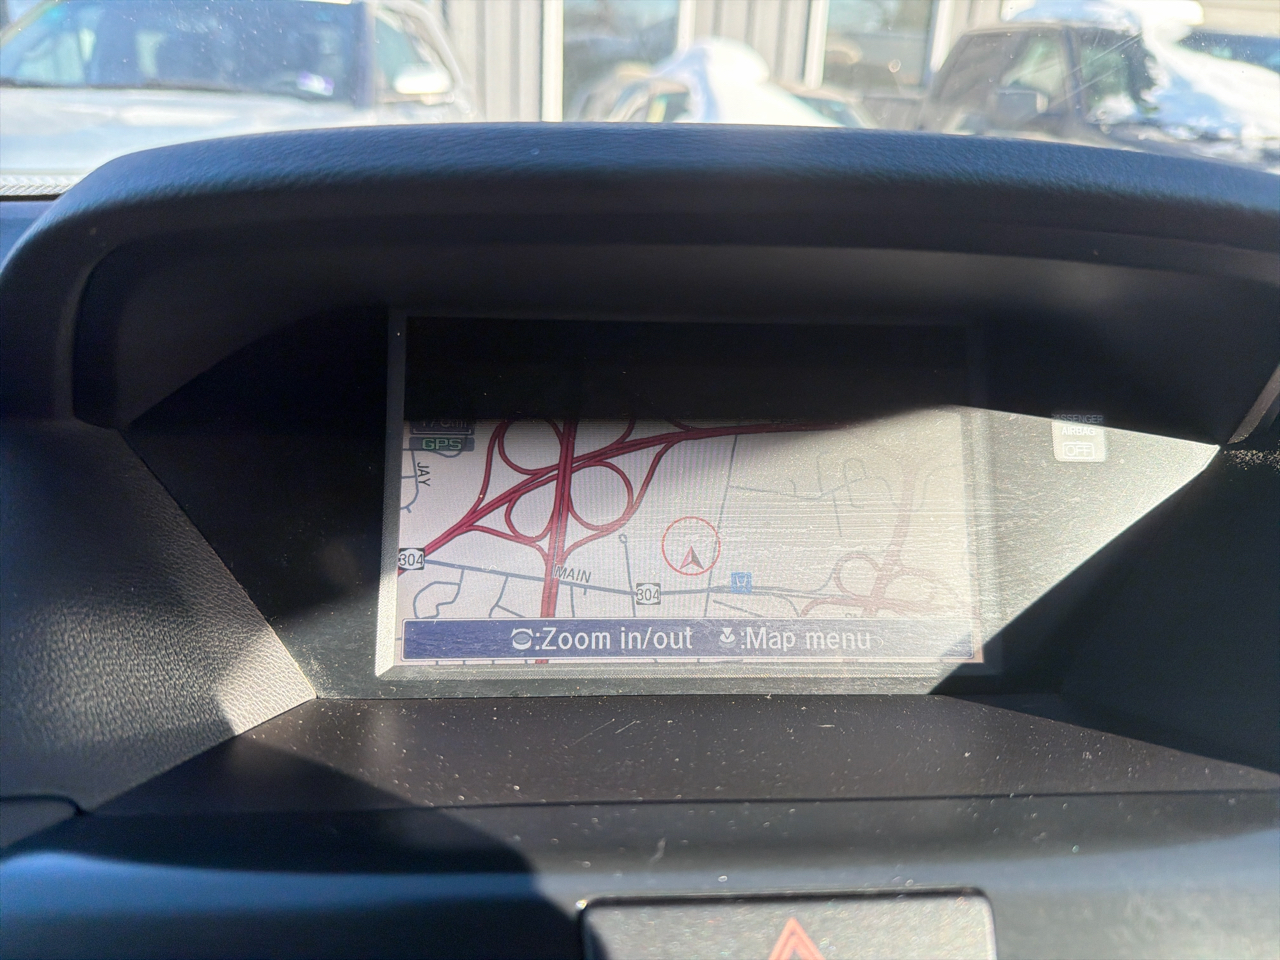 GPS
JAY
PASSENGER
AIRBAG
OFF
304
MAIN
304
:Zoom in/out :Map menu